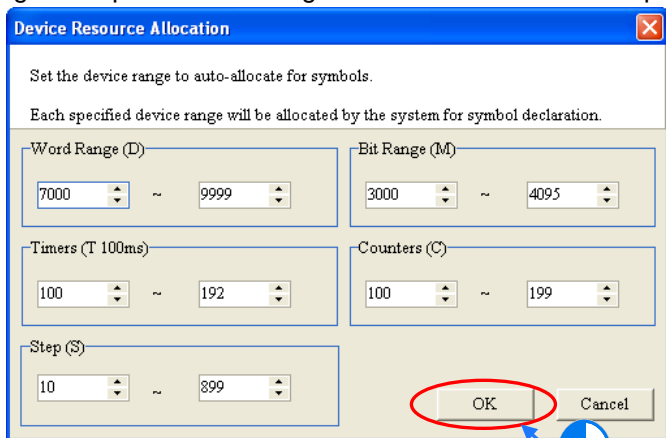 Device Resource Allocation
Set the device range to auto-allocate for symbols.
Each specified device range will be allocated by the system for symbol declaration.
Word Range (D)
7000 ~ 9999
Bit Range (M)
3000 ~ 4095
Timers (T 100ms)
100 ~ 192
Counters (C)
100 ~ 199
Step (S)
10 ~ 899
OK Cancel